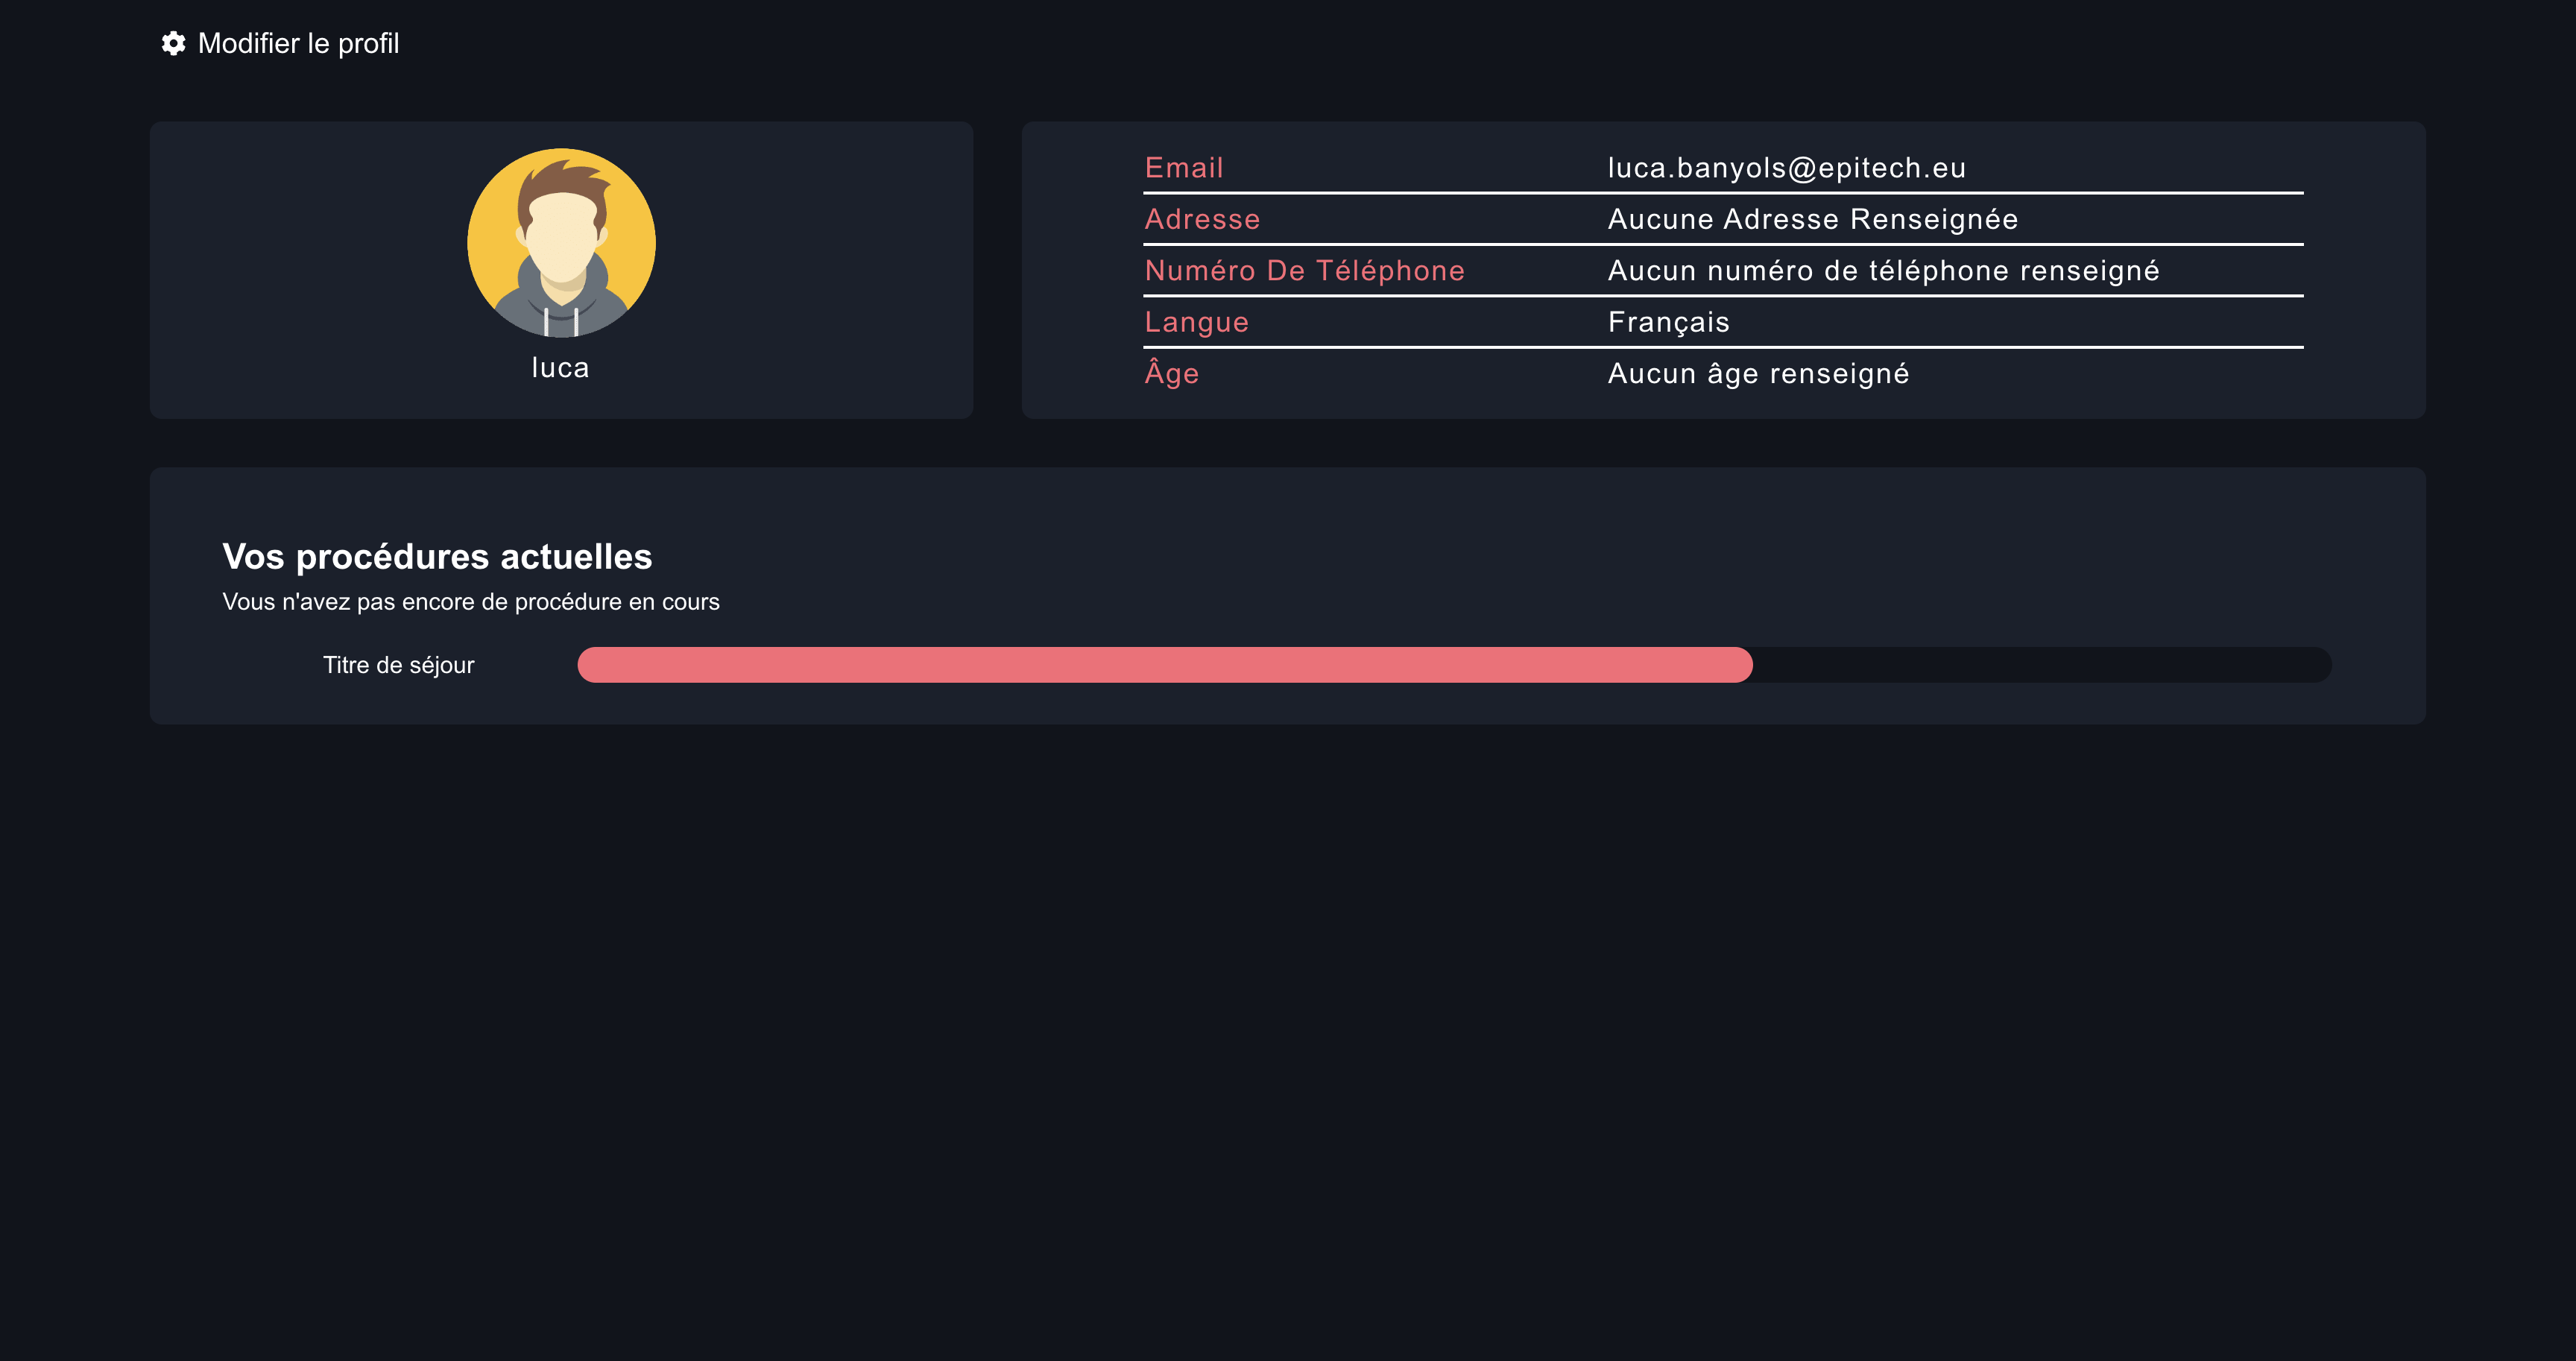 Modifier le profil
luca
Email luca.banyols@epitech.eu
Adresse Aucune Adresse Renseignée
Numéro De Téléphone Aucun numéro de téléphone renseigné
Langue Français
Âge Aucun âge renseigné
Vos procédures actuelles
Vous n'avez pas encore de procédure en cours
Titre de séjour